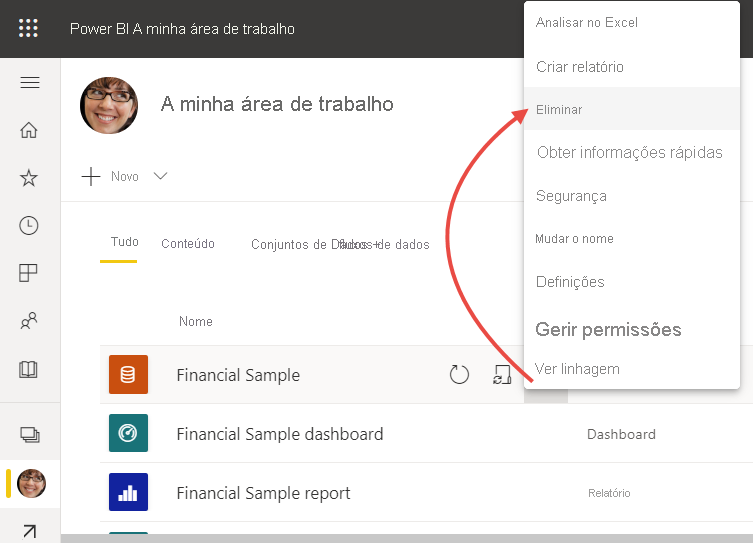 Power BI A minha área de trabalho
A minha área de trabalho
Novo
Tudo
Conteúdo
Conjuntos de Dados + fluxos de dados
Nome
Financial Sample
Financial Sample dashboard
Dashboard
Financial Sample report
Relatório
Analisar no Excel
Criar relatório
Eliminar
Obter informações rápidas
Segurança
Mudar o nome
Definições
Gerir permissões
Ver linhagem